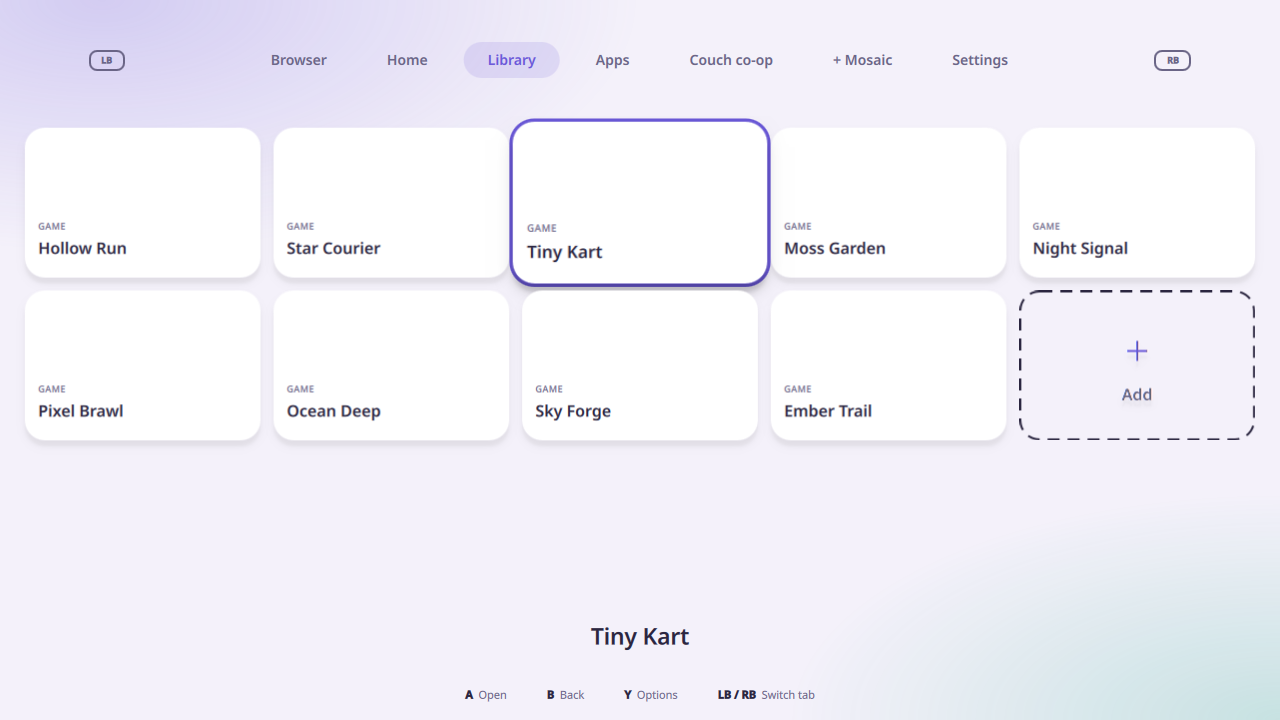 LB
Browser
Home
Library
Apps
Couch co-op
+ Mosaic
Settings
RB
GAME
Hollow Run
GAME
Star Courier
GAME
Tiny Kart
GAME
Moss Garden
GAME
Night Signal
GAME
Pixel Brawl
GAME
Ocean Deep
GAME
Sky Forge
GAME
Ember Trail
Add
Tiny Kart
A Open
B Back
Y Options
LB / RB Switch tab